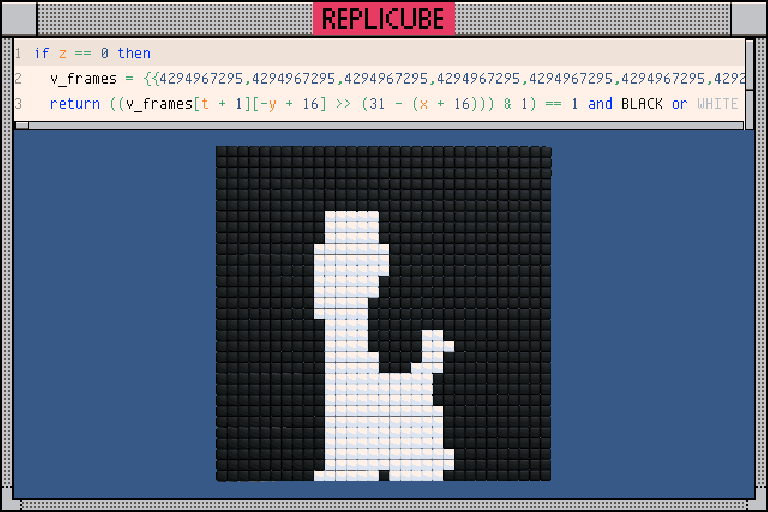 REPLICUBE
1 if z == 0 then
2 v_frames = {{4294967295,4294967295,4294967295,4294967295,4294967295,4294967295,429
3 return ((v_frames[t + 1][-y + 16] >> (31 - (x + 16))) & 1) == 1 and BLACK or WHITE